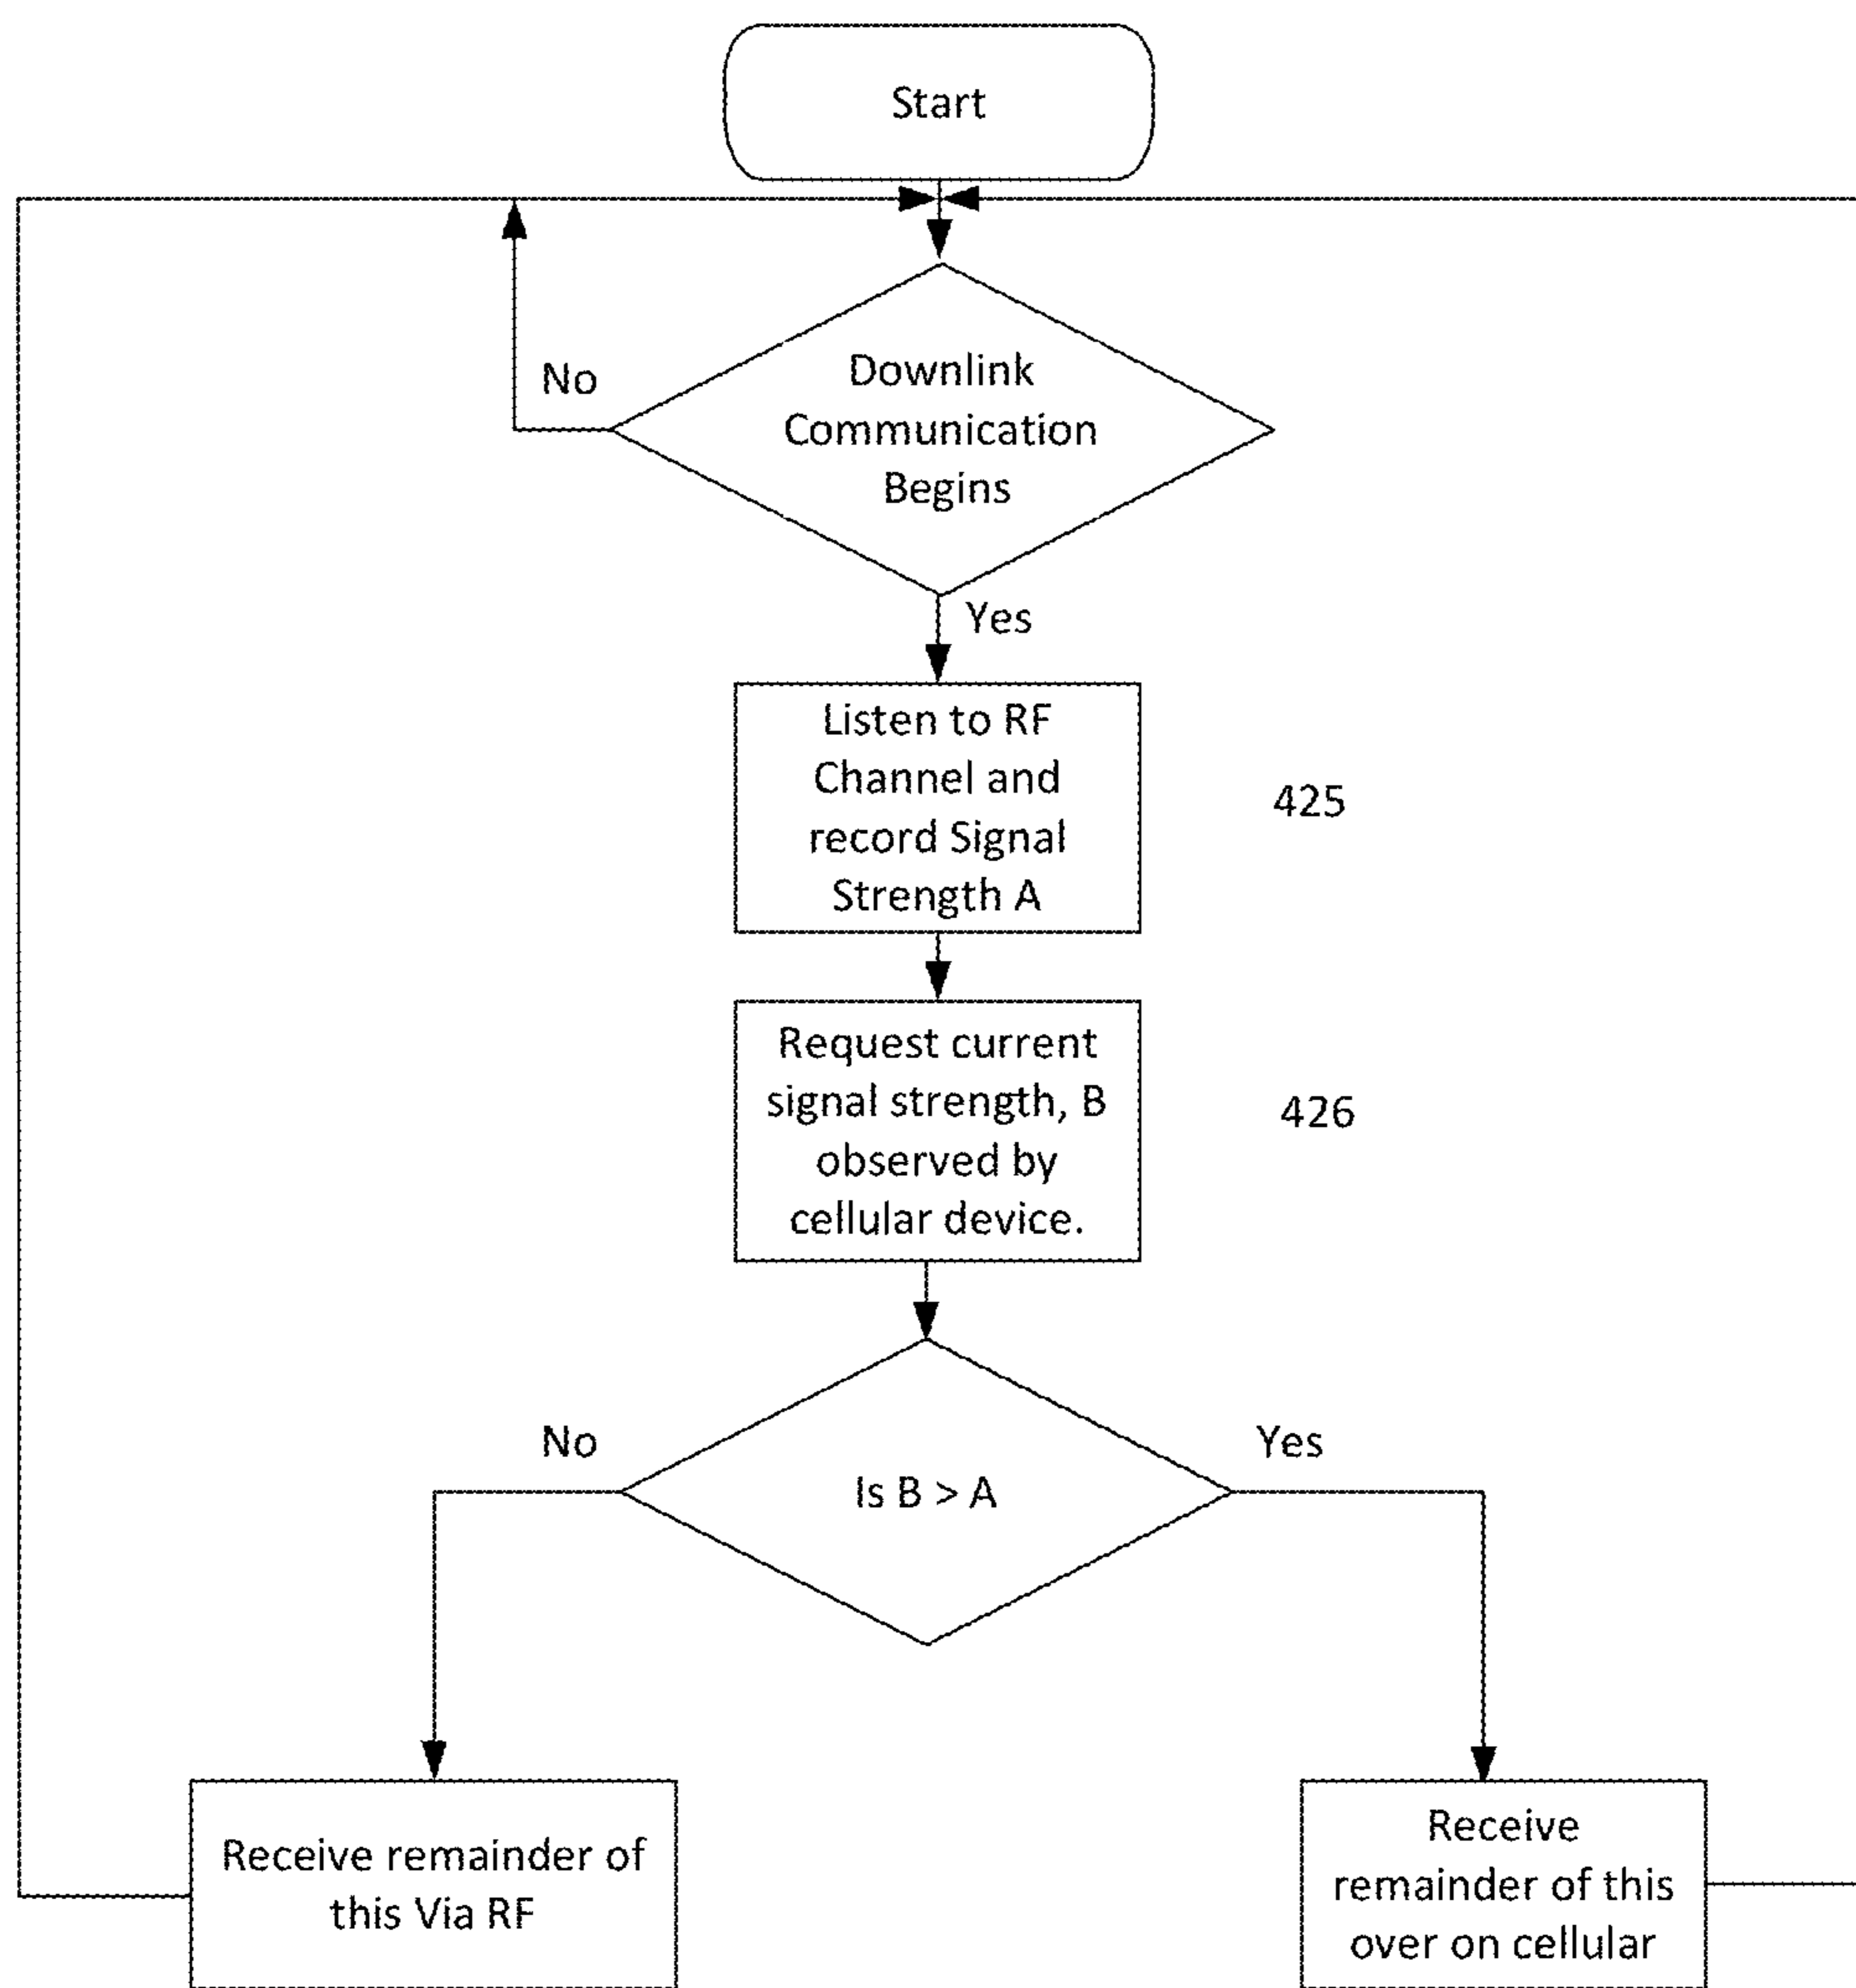 Start
No
Downlink
Communication
Begins
Yes
Listen to RF
Channel and
record Signal
Strength A
425
Request current
signal strength, B
observed by
cellular device.
426
No
Yes
Is B > A
Receive remainder of
this Via RF
Receive
remainder of this
over on cellular